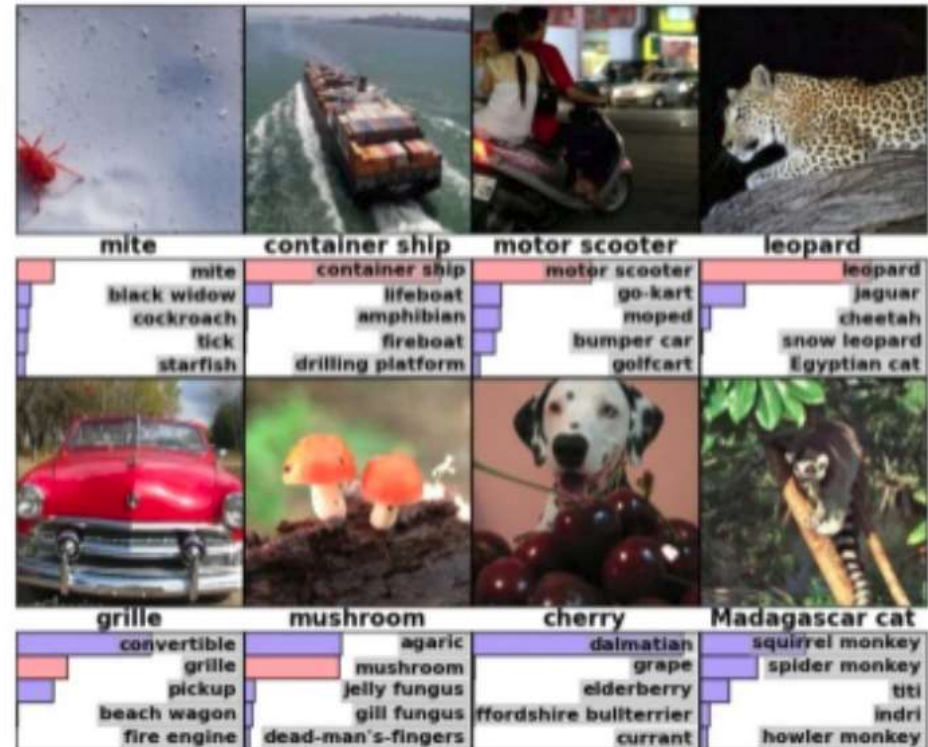 mite container ship motor scooter leopard
mite
black widow
cockroach
tick
starfish
container ship
lifeboat
amphibian
fireboat
drilling platform
motor scooter
go-kart
moped
bumper car
golfcart
leopard
jaguar
cheetah
snow leopard
Egyptian cat
grille mushroom cherry Madagascar cat
convertible
grille
pickup
beach wagon
fire engine
agaric
mushroom
jelly fungus
gill fungus
dead-man's-fingers
dalmatian
grape
elderberry
ffordshire bullterrier
currant
squirrel monkey
spider monkey
titi
indri
howler monkey